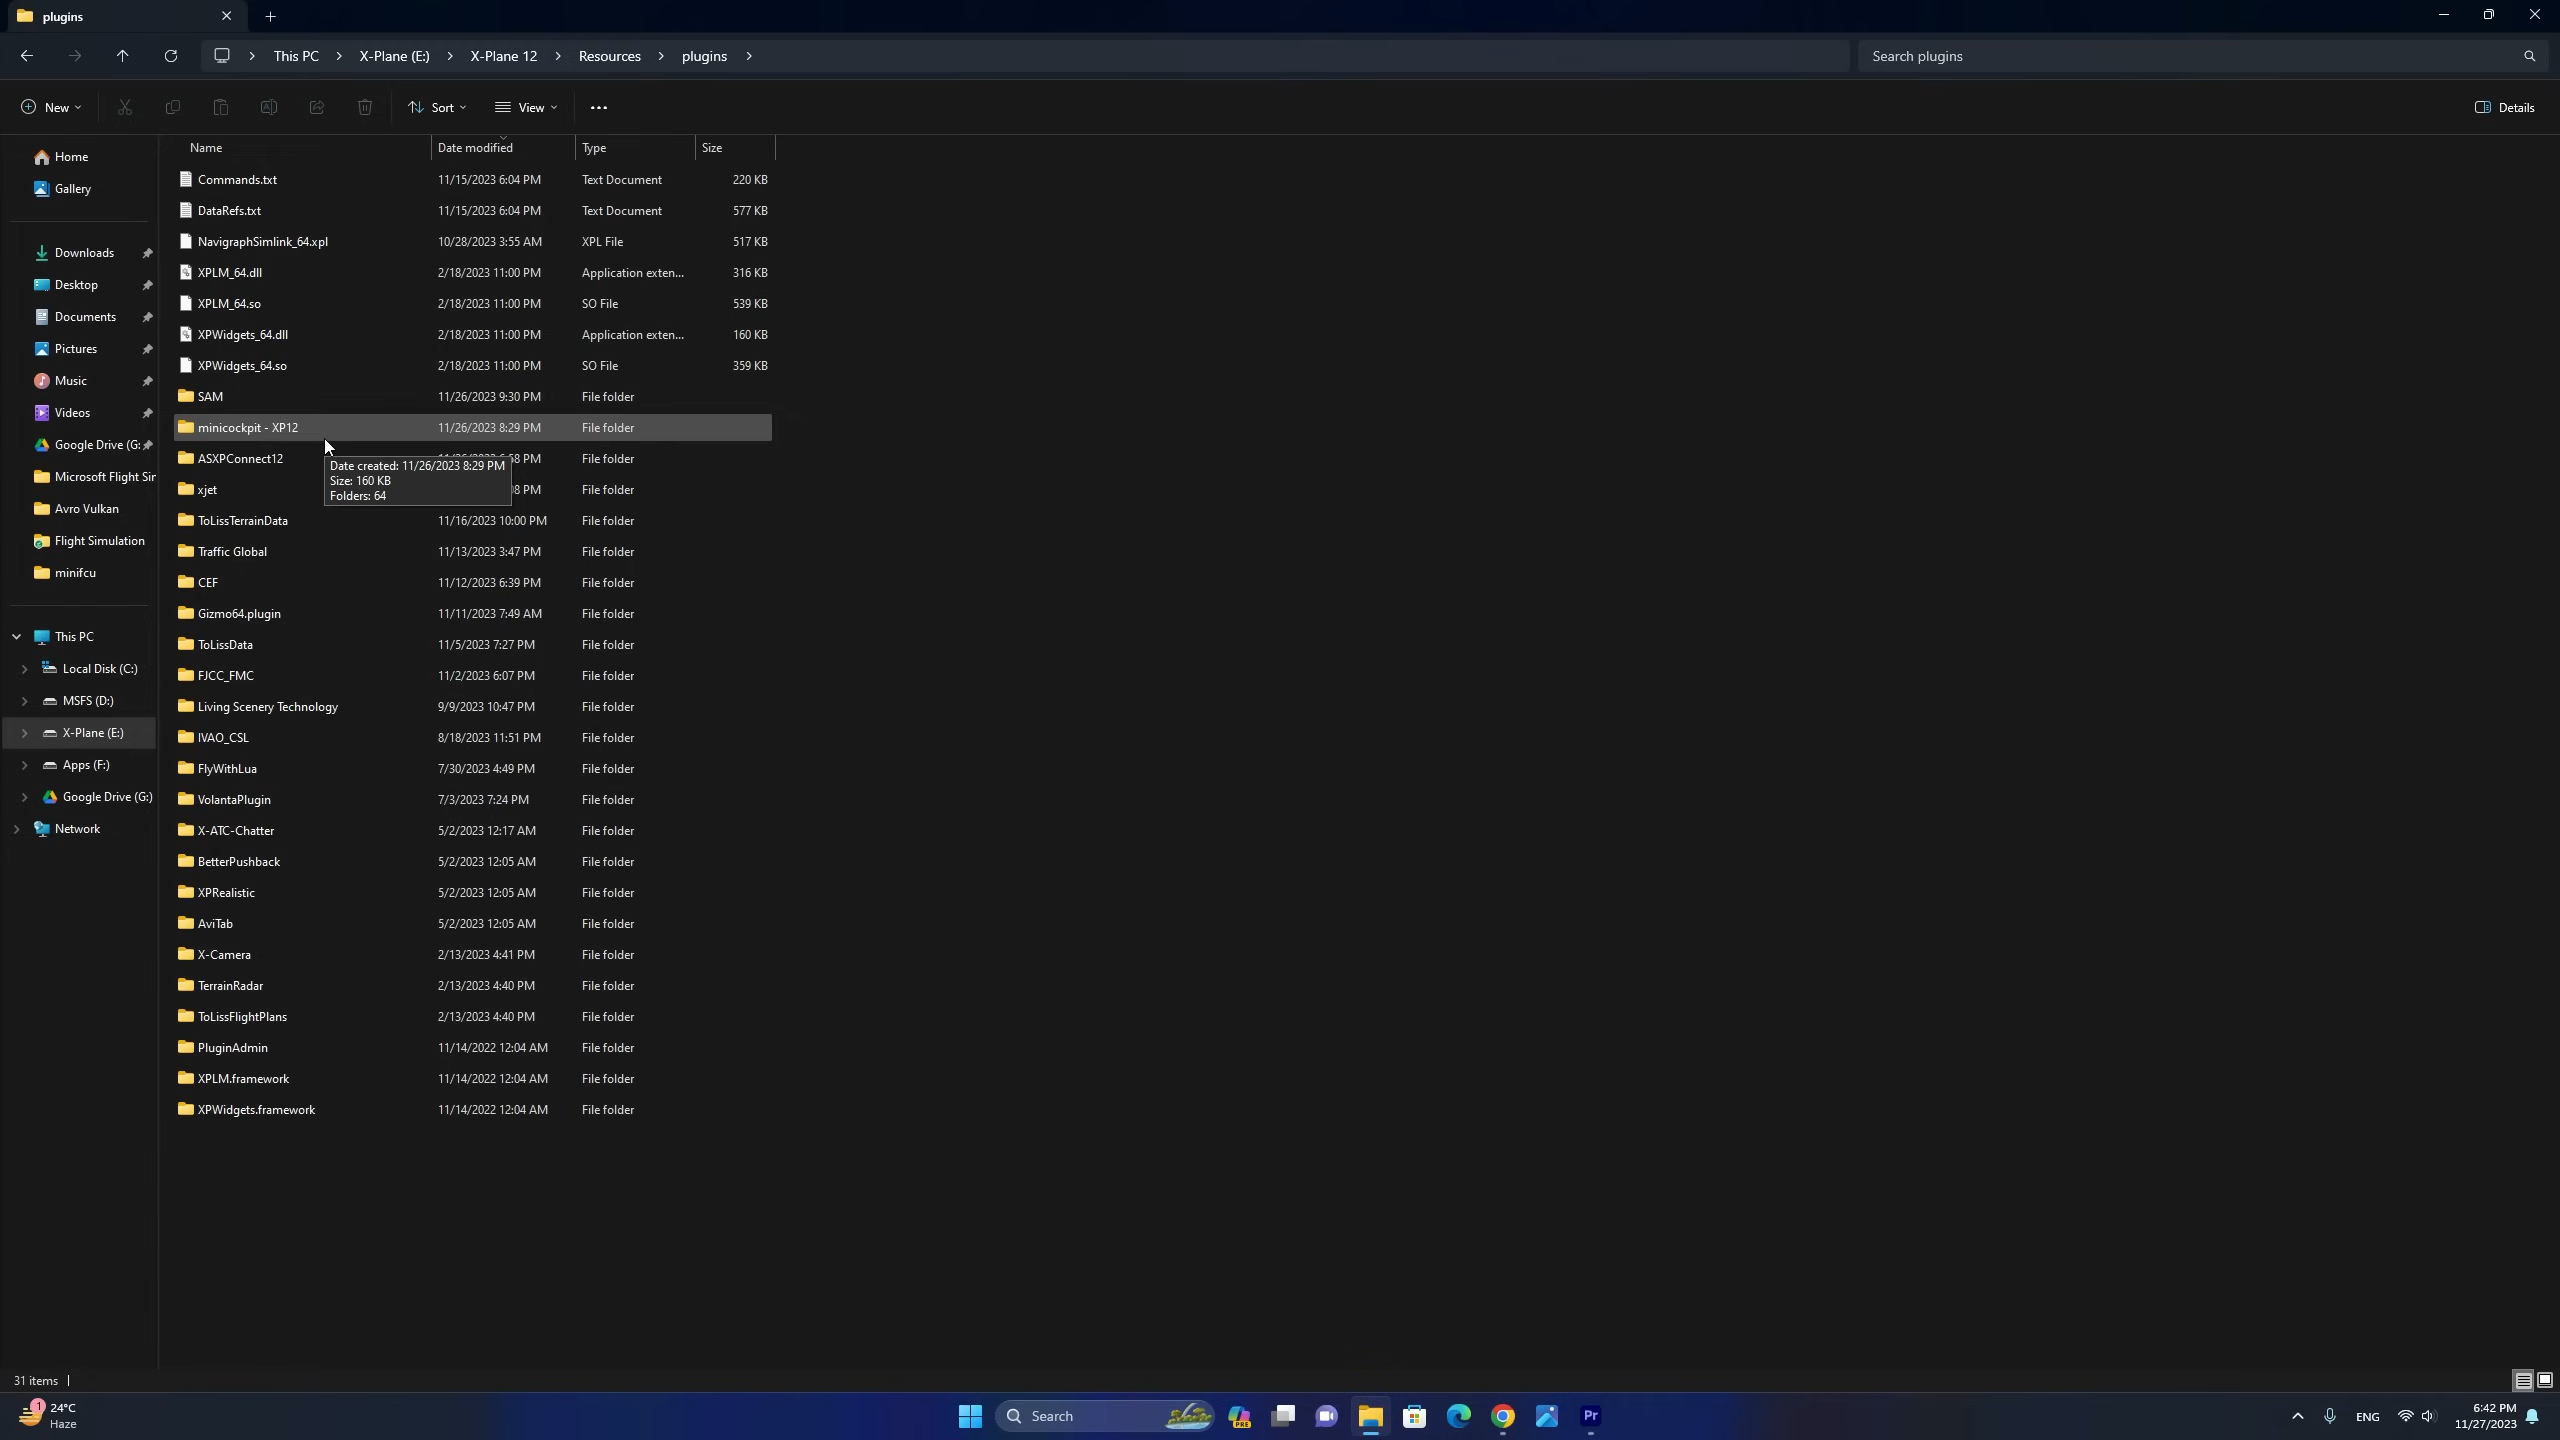 plugins
This PC > X-Plane (E:) > X-Plane 12 > Resources > plugins >
Search plugins
New
Sort
View
Details
Name Date modified Type Size
Home
Gallery
Downloads
Desktop
Documents
Pictures
Music
Videos
Google Drive (G:
Microsoft Flight Sir
Avro Vulkan
Flight Simulation
minifcu
This PC
Local Disk (C:)
MSFS (D:)
X-Plane (E:)
Apps (F:)
Google Drive (G:)
Network
Commands.txt 11/15/2023 6:04 PM Text Document 220 KB
DataRefs.txt 11/15/2023 6:04 PM Text Document 577 KB
NavigraphSimlink_64.xpl 10/28/2023 3:55 AM XPL File 517 KB
XPLM_64.dll 2/18/2023 11:00 PM Application exten... 316 KB
XPLM_64.so 2/18/2023 11:00 PM SO File 539 KB
XPWidgets_64.dll 2/18/2023 11:00 PM Application exten... 160 KB
XPWidgets_64.so 2/18/2023 11:00 PM SO File 359 KB
SAM 11/26/2023 9:30 PM File folder
minicockpit - XP12 11/26/2023 8:29 PM File folder
ASXPConnect12 58 PM File folder
Date created: 11/26/2023 8:29 PM
Size: 160 KB
Folders: 64
xjet 08 PM File folder
ToLissTerrainData 11/16/2023 10:00 PM File folder
Traffic Global 11/13/2023 3:47 PM File folder
CEF 11/12/2023 6:39 PM File folder
Gizmo64.plugin 11/11/2023 7:49 AM File folder
ToLissData 11/5/2023 7:27 PM File folder
FJCC_FMC 11/2/2023 6:07 PM File folder
Living Scenery Technology 9/9/2023 10:47 PM File folder
IVAO_CSL 8/18/2023 11:51 PM File folder
FlyWithLua 7/30/2023 4:49 PM File folder
VolantaPlugin 7/3/2023 7:24 PM File folder
X-ATC-Chatter 5/2/2023 12:17 AM File folder
BetterPushback 5/2/2023 12:05 AM File folder
XPRealistic 5/2/2023 12:05 AM File folder
AviTab 5/2/2023 12:05 AM File folder
X-Camera 2/13/2023 4:41 PM File folder
TerrainRadar 2/13/2023 4:40 PM File folder
ToLissFlightPlans 2/13/2023 4:40 PM File folder
PluginAdmin 11/14/2022 12:04 AM File folder
XPLM.framework 11/14/2022 12:04 AM File folder
XPWidgets.framework 11/14/2022 12:04 AM File folder
31 items
1
24°C
Haze
Search
PRE
Pr
ENG
6:42 PM
11/27/2023